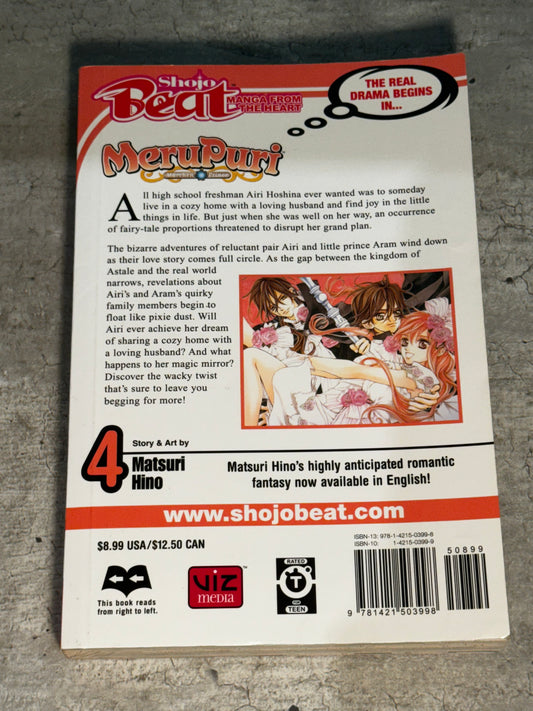 Shojo
Beat™
MANGA FROM
THE HEART
THE REAL
DRAMA BEGINS
IN...
MeruPuri™
Märchen Prince
All high school freshman Airi Hoshina ever wanted was to someday
live in a cozy home with a loving husband and find joy in the little
things in life. But just when she was well on her way, an occurrence
of fairy-tale proportions threatened to disrupt her grand plan.
The bizarre adventures of reluctant pair Airi and little prince Aram wind down
as their love story comes full circle. As the gap between the kingdom of
Astale and the real world
narrows, revelations about
Airi's and Aram's quirky
family members begin to
float like pixie dust. Will
Airi ever achieve her dream
of sharing a cozy home with
a loving husband? And what
happens to her magic mirror?
Discover the wacky twist
that's sure to leave you
begging for more!
4
Story & Art by
Matsuri
Hino
Matsuri Hino's highly anticipated romantic
fantasy now available in English!
www.shojobeat.com
$8.99 USA/$12.50 CAN
ISBN-13: 978-1-4215-0399-8
ISBN-10: 1-4215-0399-9
50899
This book reads
from right to left.
VIZ
MEDIA
RATED
T
FOR
TEEN
9 781421 503998